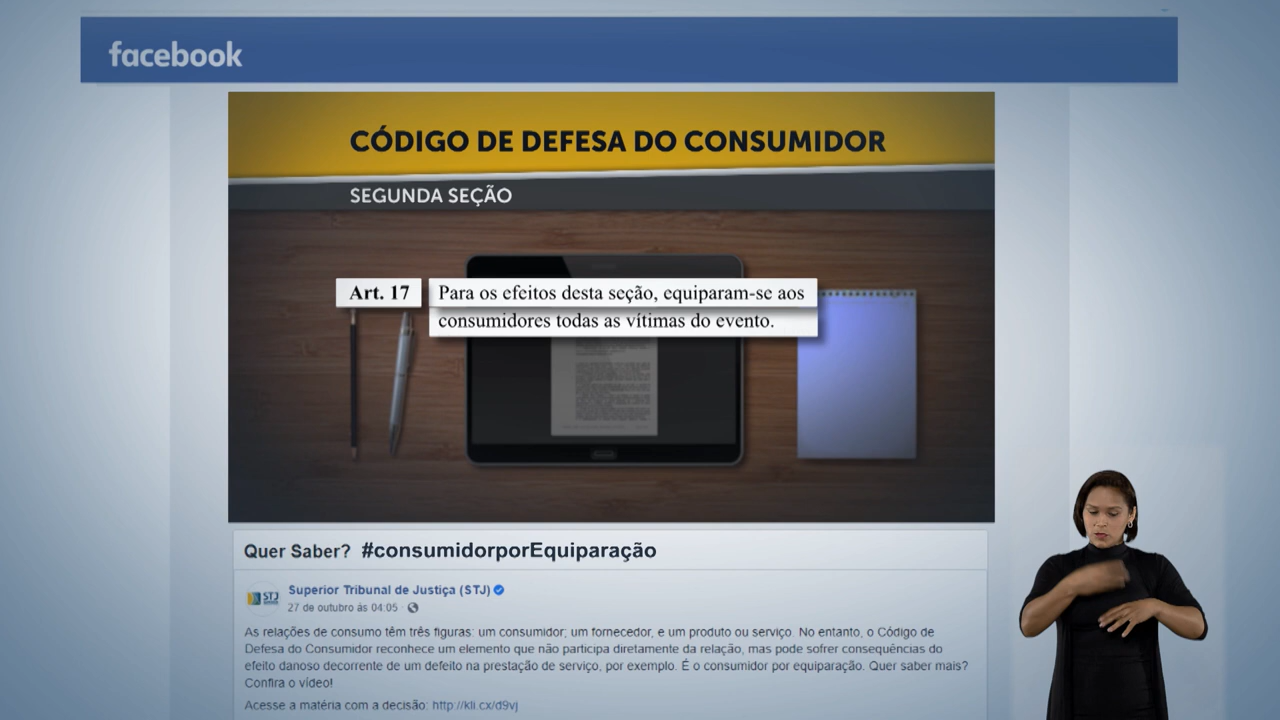 facebook
CÓDIGO DE DEFESA DO CONSUMIDOR
SEGUNDA SEÇÃO
Art. 17 Para os efeitos desta seção, equiparam-se aos
consumidores todas as vítimas do evento.
Quer Saber? #consumidorporEquiparação
STJ
Superior Tribunal de Justiça (STJ)
27 de outubro às 04:05
As relações de consumo têm três figuras: um consumidor; um fornecedor, e um produto ou serviço. No entanto, o Código de
Defesa do Consumidor reconhece um elemento que não participa diretamente da relação, mas pode sofrer consequências do
efeito danoso decorrente de um defeito na prestação de serviço, por exemplo. É o consumidor por equiparação. Quer saber mais?
Confira o vídeo!
Acesse a matéria com a decisão: http://kli.cx/d9vj